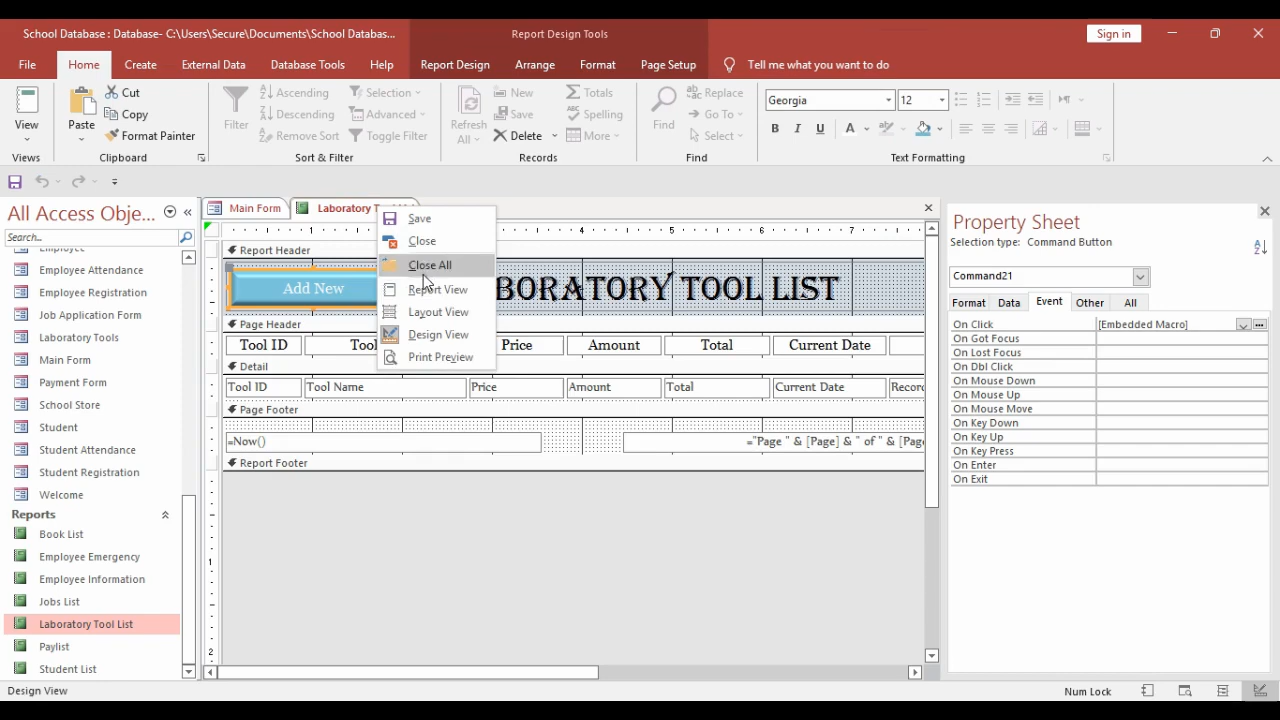 School Database : Database- C:\Users\Secure\Documents\School Databas...
Report Design Tools
Sign in
File Home Create External Data Database Tools Help Report Design Arrange Format Page Setup Tell me what you want to do
View
Views
Paste
Cut
Copy
Format Painter
Clipboard
Filter
Ascending
Descending
Remove Sort
Selection
Advanced
Toggle Filter
Sort & Filter
Refresh
All
New
Save
Delete
Totals
Spelling
More
Records
Find
Replace
Go To
Select
Find
Georgia 12
B I U A
Text Formatting
All Access Obje...
Search...
Employee
Employee Attendance
Employee Registration
Job Application Form
Laboratory Tools
Main Form
Payment Form
School Store
Student
Student Attendance
Student Registration
Welcome
Reports
Book List
Employee Emergency
Employee Information
Jobs List
Laboratory Tool List
Paylist
Student List
Main Form Laboratory T
Save
Close
Close All
Report View
Layout View
Design View
Print Preview
4 5 6 7
Report Header
Add New
BORATORY TOOL LIST
Page Header
Tool ID Tool Price Amount Total Current Date
Detail
Tool ID Tool Name Price Amount Total Current Date Recor
Page Footer
=Now() ="Page " & [Page] & " of " & [Page
Report Footer
1
2
Property Sheet
Selection type: Command Button
Command21
Format Data Event Other All
On Click [Embedded Macro]
On Got Focus
On Lost Focus
On Dbl Click
On Mouse Down
On Mouse Up
On Mouse Move
On Key Down
On Key Up
On Key Press
On Enter
On Exit
Design View
Num Lock